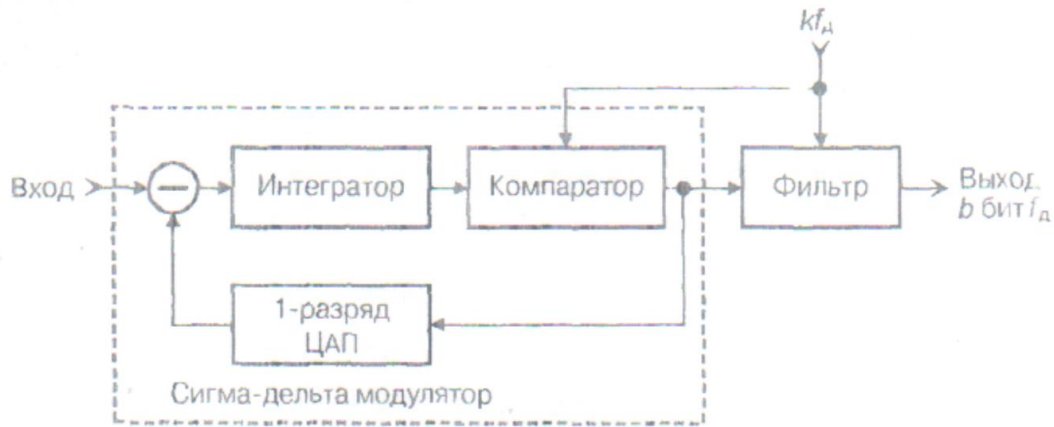 kfд
Вход
−
Интегратор
Компаратор
Фильтр
Выход
b бит fд
1-разряд
ЦАП
Сигма-дельта модулятор